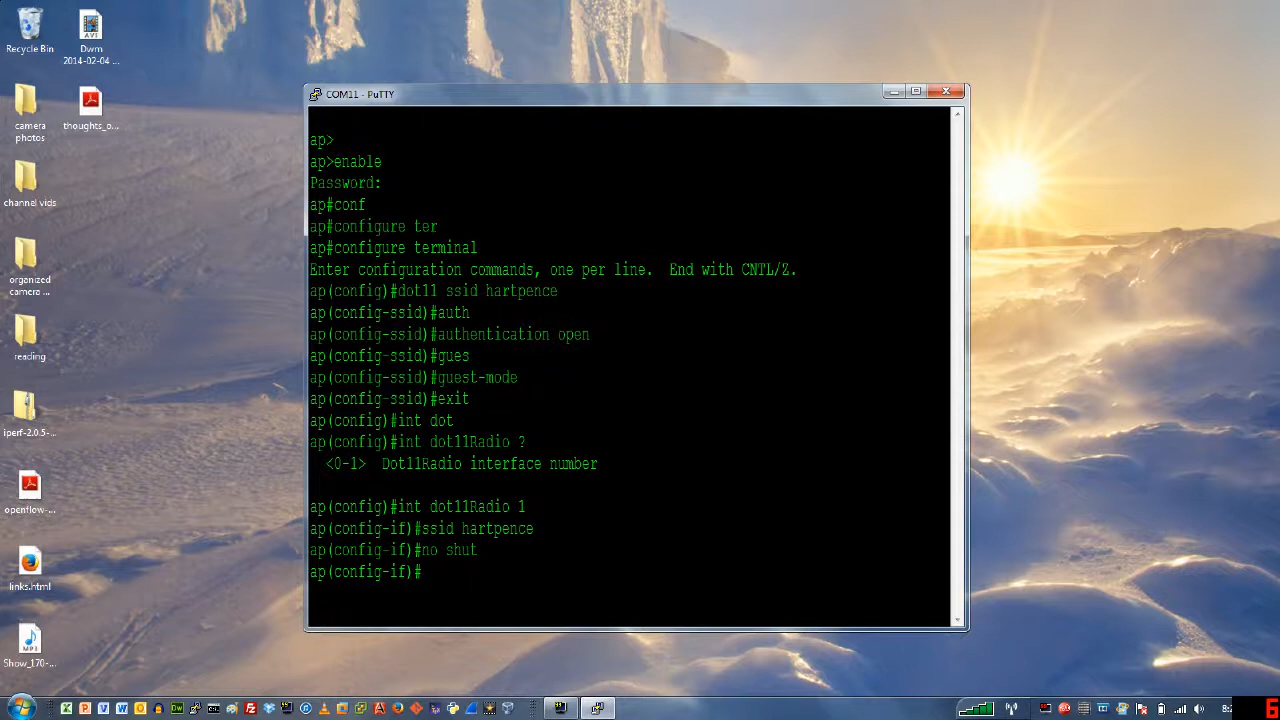 Recycle Bin
Dwm
2014-02-04 ...
camera
photos
thoughts_o...
channel vids
organized
camera ...
reading
iperf-2.0.5-...
openflow-...
links.html
Show_170-...
COM11 - PuTTY
ap>
ap>enable
Password:
ap#conf
ap#configure ter
ap#configure terminal
Enter configuration commands, one per line.  End with CNTL/Z.
ap(config)#dot11 ssid hartpence
ap(config-ssid)#auth
ap(config-ssid)#authentication open
ap(config-ssid)#gues
ap(config-ssid)#guest-mode
ap(config-ssid)#exit
ap(config)#int dot
ap(config)#int dot11Radio ?
<0-1>  Dot11Radio interface number
ap(config)#int dot11Radio 1
ap(config-if)#ssid hartpence
ap(config-if)#no shut
ap(config-if)#